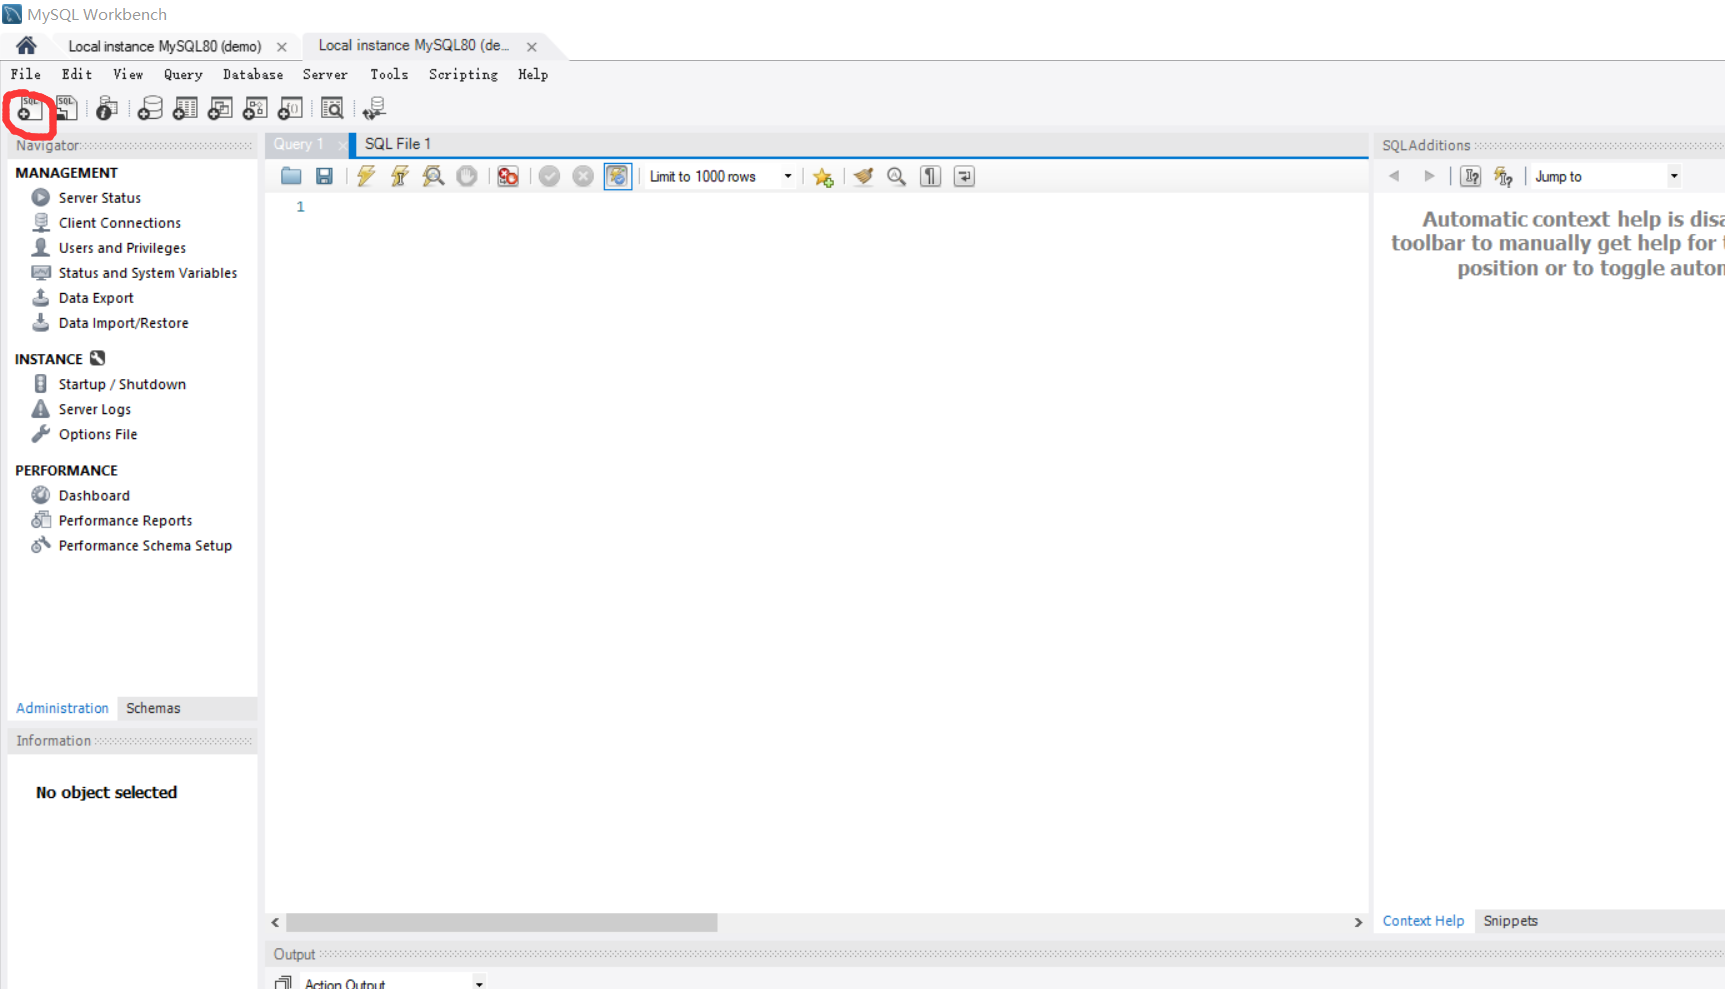 MySQL Workbench
Local instance MySQL80 (demo)
Local instance MySQL80 (de...
File Edit View Query Database Server Tools Scripting Help
SQL SQL
Navigator
MANAGEMENT
Server Status
Client Connections
Users and Privileges
Status and System Variables
Data Export
Data Import/Restore
INSTANCE
Startup / Shutdown
Server Logs
Options File
PERFORMANCE
Dashboard
Performance Reports
Performance Schema Setup
Administration Schemas
Information
No object selected
Query 1
SQL File 1
Limit to 1000 rows
1
Output
Action Output
SQLAdditions
Jump to
Automatic context help is
toolbar to manually get help for
position or to toggle
Context Help Snippets